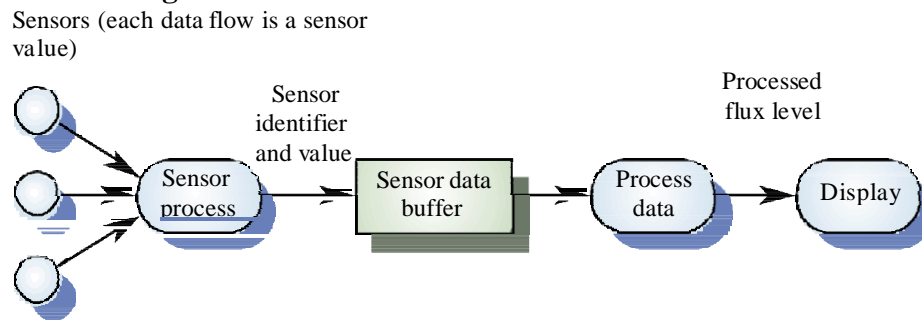 Sensors (each data flow is a sensor
value)
Sensor
identifier
and value
Processed
flux level
Sensor
process
Sensor data
buffer
Process
data
Display